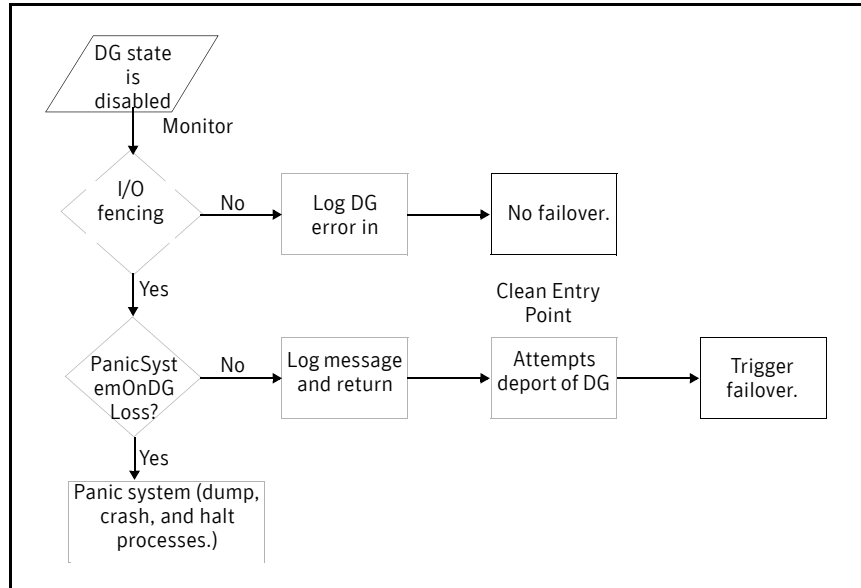 DG state
is
disabled
Monitor
I/O
fencing
No
Log DG
error in
No failover.
Yes
Clean Entry
Point
PanicSyst
emOnDG
Loss?
No
Log message
and return
Attempts
deport of DG
Trigger
failover.
Yes
Panic system (dump,
crash, and halt
processes.)